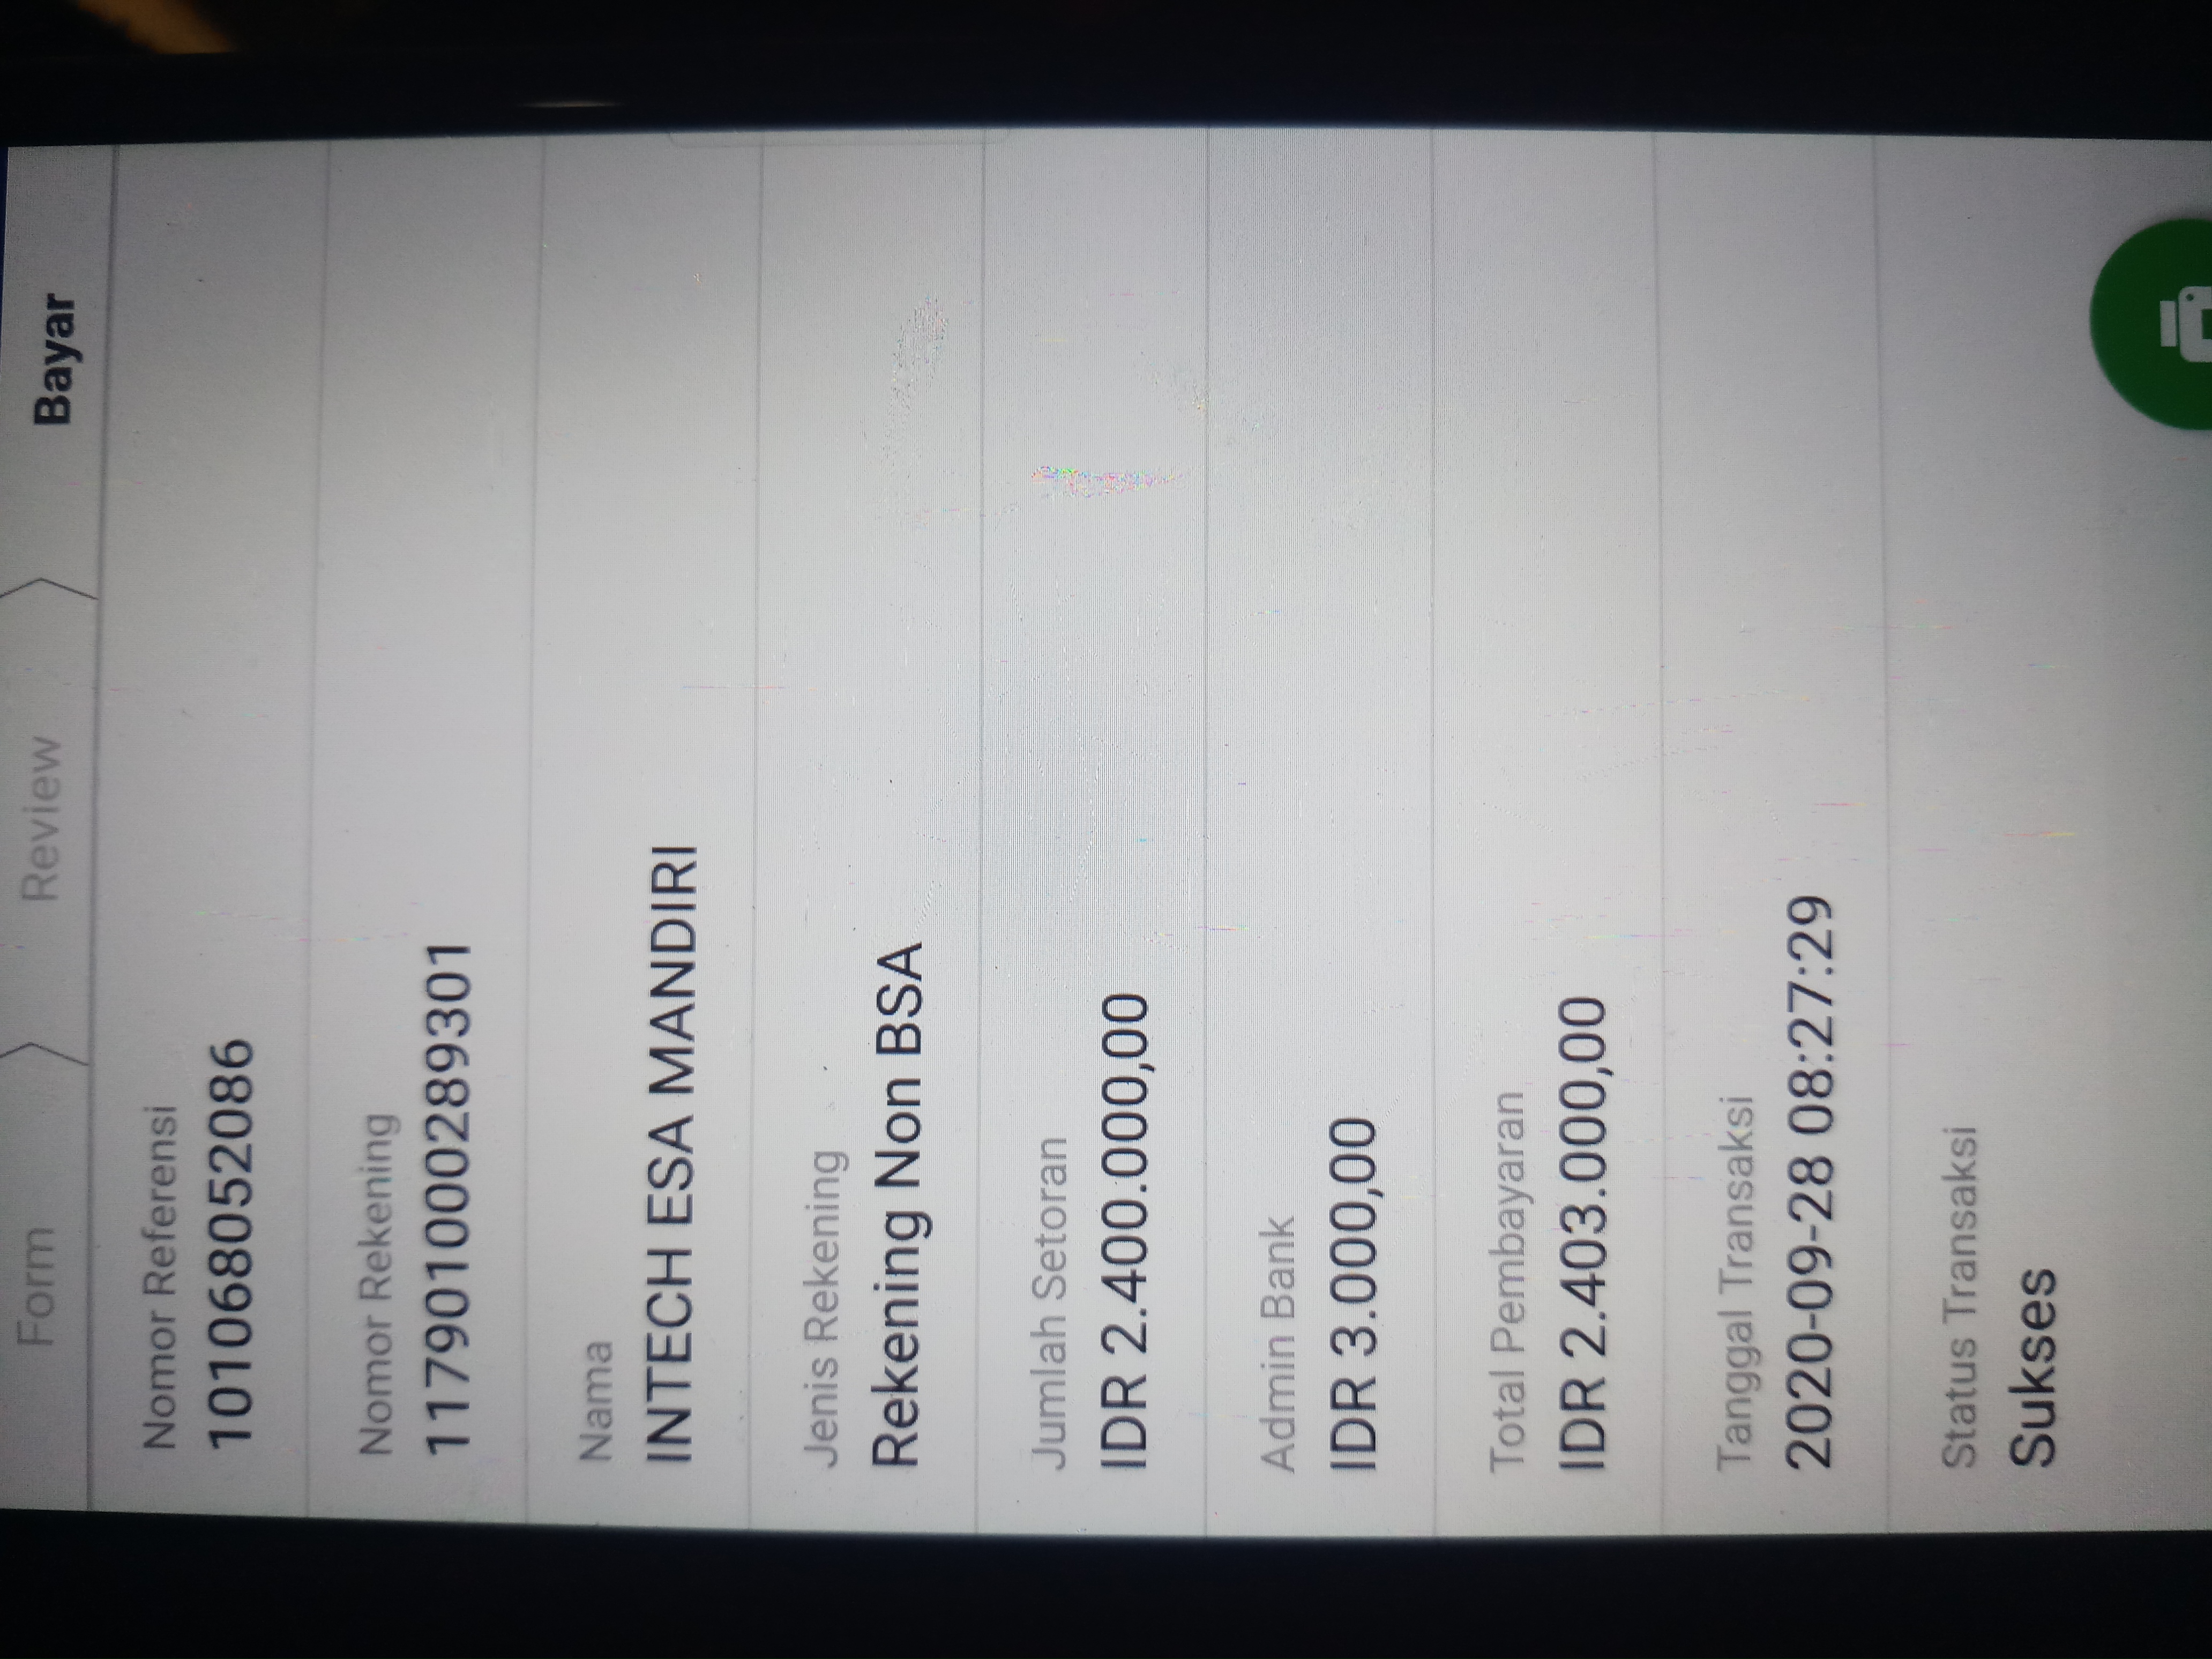 Form
Review
Bayar
Nomor Referensi
101068052086
Nomor Rekening
117901000289301
Nama
INTECH ESA MANDIRI
Jenis Rekening
Rekening Non BSA
Jumlah Setoran
IDR 2.400.000,00
Admin Bank
IDR 3.000,00
Total Pembayaran
IDR 2.403.000,00
Tanggal Transaksi
2020-09-28 08:27:29
Status Transaksi
Sukses